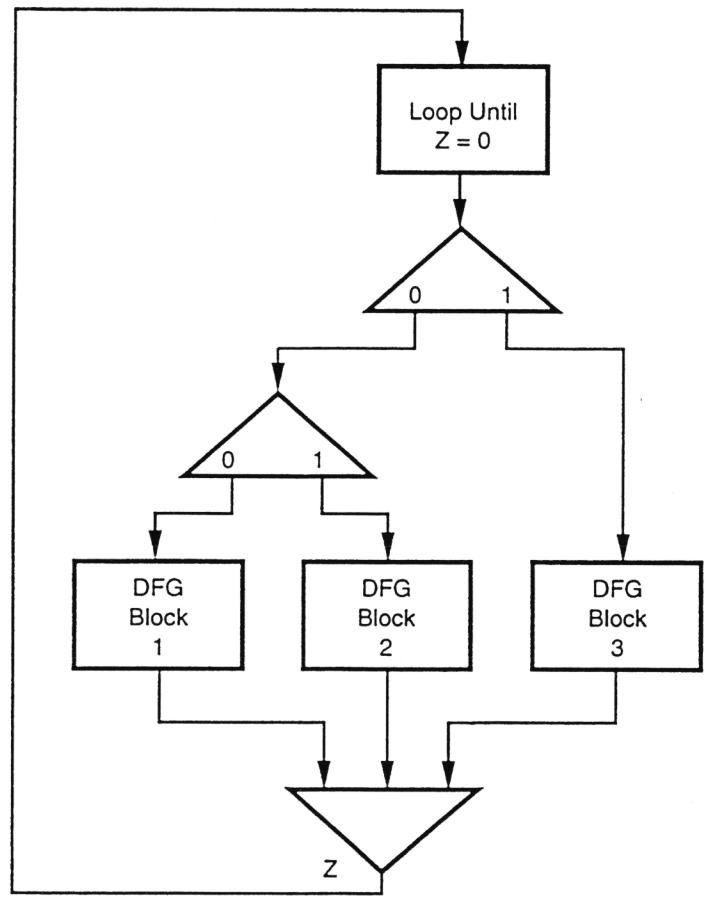 Loop Until
Z = 0
0 1
0 1
DFG
Block
1
DFG
Block
2
DFG
Block
3
Z